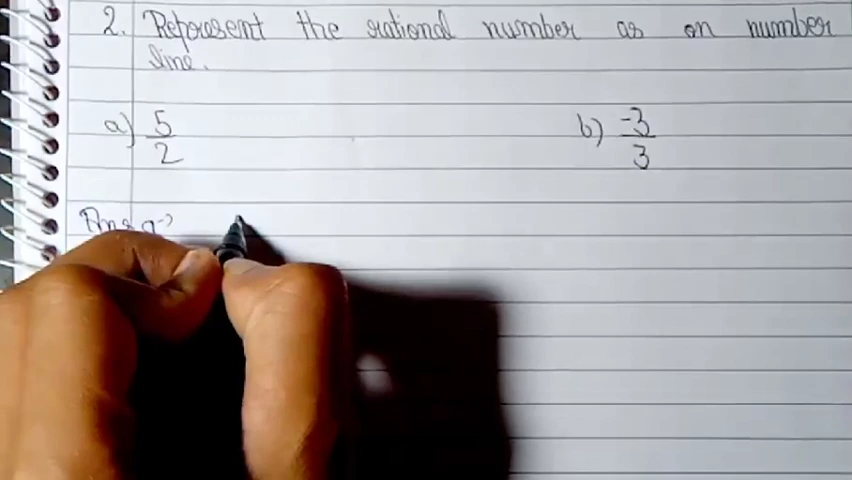 2. Represent the rational number as on number
line.
a) 5/2 b) -3/3
Ans a→